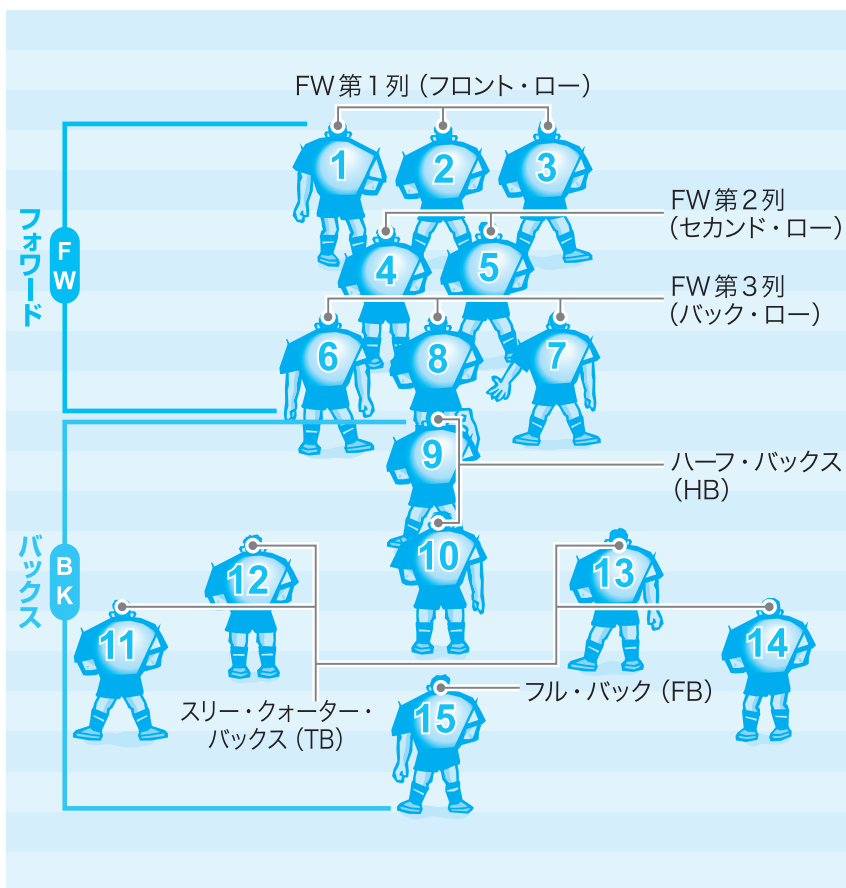 FW第1列（フロント・ロー）
1
2
3
FW第2列
（セカンド・ロー）
フォワード
FW
4
5
FW第3列
（バック・ロー）
6
8
7
9
ハーフ・バックス
（HB）
バックス
BK
10
12
13
11
14
スリー・クォーター・
バックス（TB）
フル・バック（FB）
15